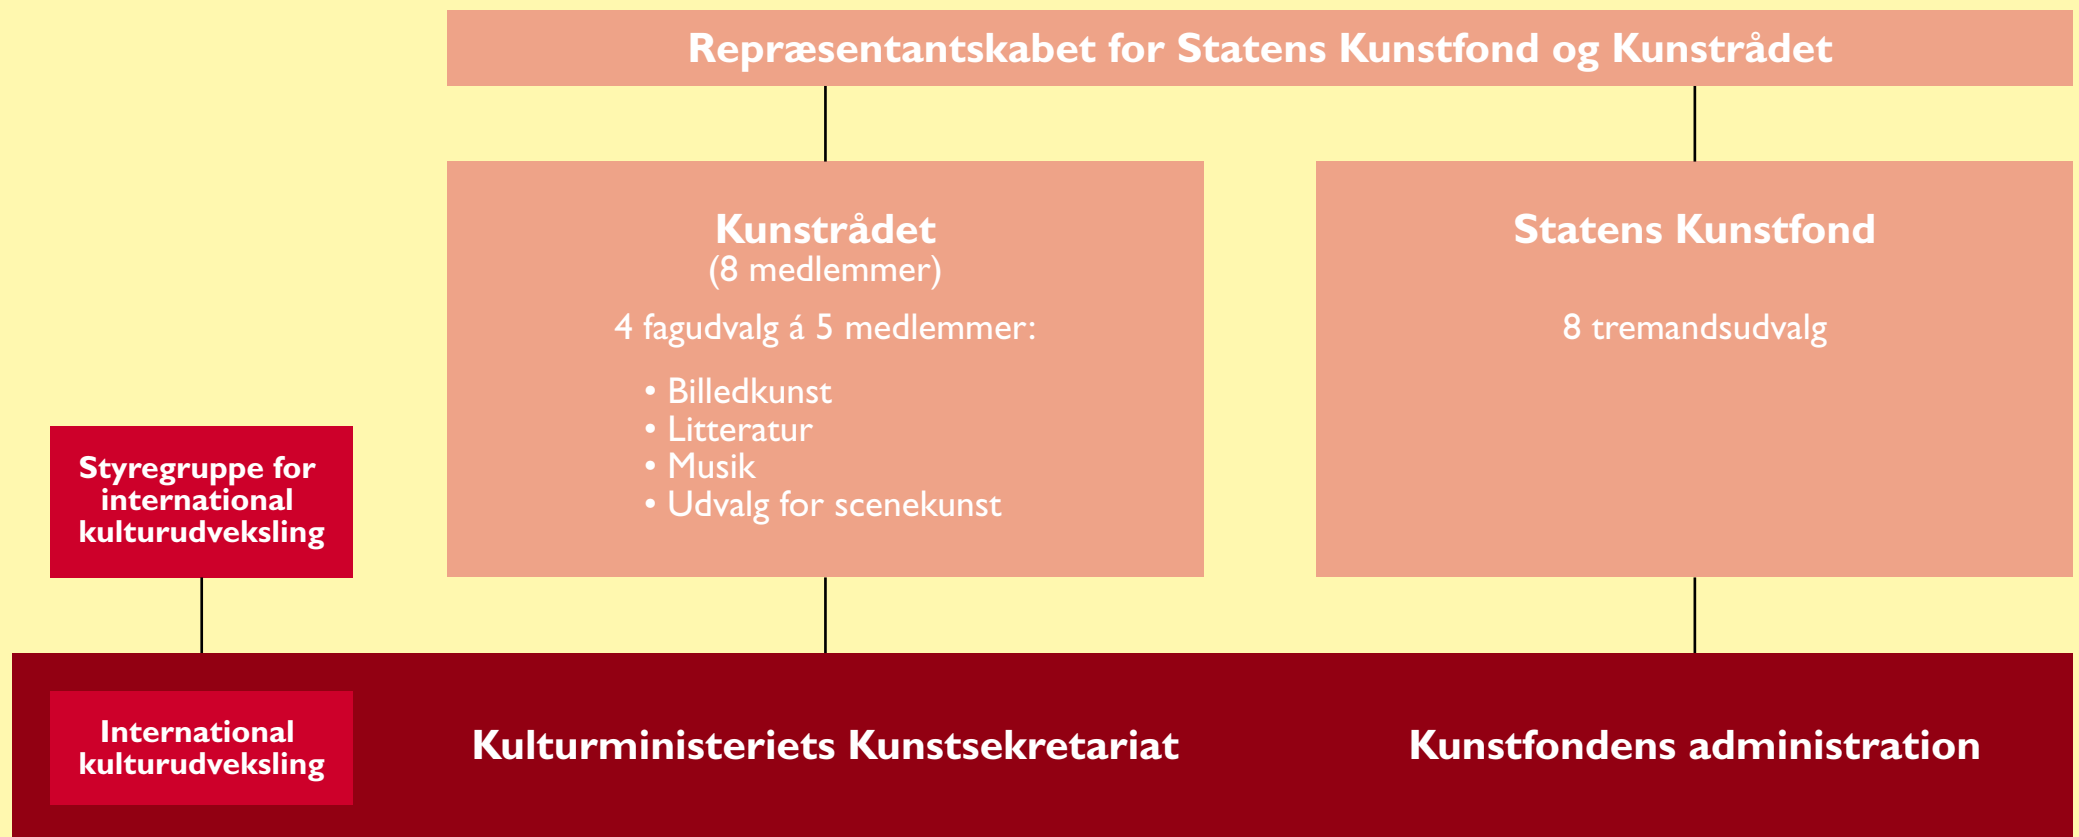 Repræsentantskabet for Statens Kunstfond og Kunstrådet
Kunstrådet
(8 medlemmer)
4 fagudvalg á 5 medlemmer:
• Billedkunst
• Litteratur
• Musik
• Udvalg for scenekunst
Statens Kunstfond
8 tremandsudvalg
Styregruppe for
international
kulturudveksling
International
kulturudveksling
Kulturministeriets Kunstsekretariat
Kunstfondens administration